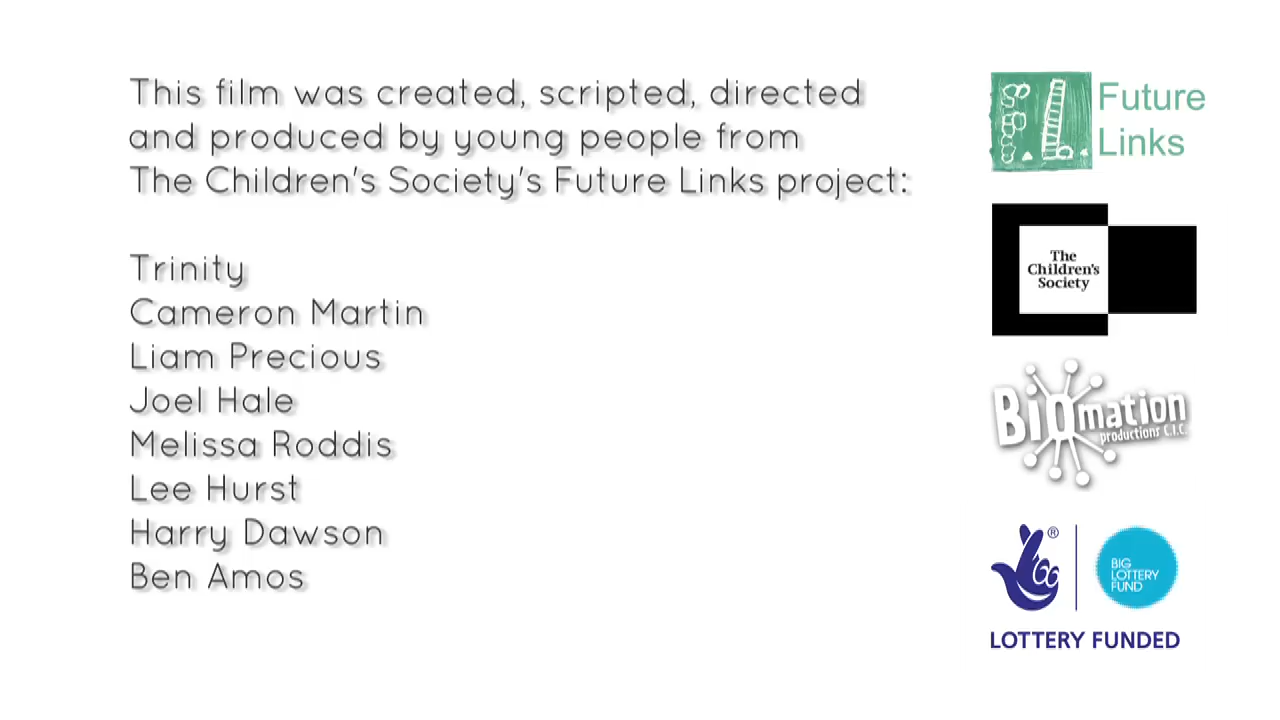 This film was created, scripted, directed
and produced by young people from
The Children's Society's Future Links project:
Trinity
Cameron Martin
Liam Precious
Joel Hale
Melissa Roddis
Lee Hurst
Harry Dawson
Ben Amos
Future
Links
The
Children's
Society
Biomation
productions C.I.C.
®
BIG
LOTTERY
FUND
LOTTERY FUNDED